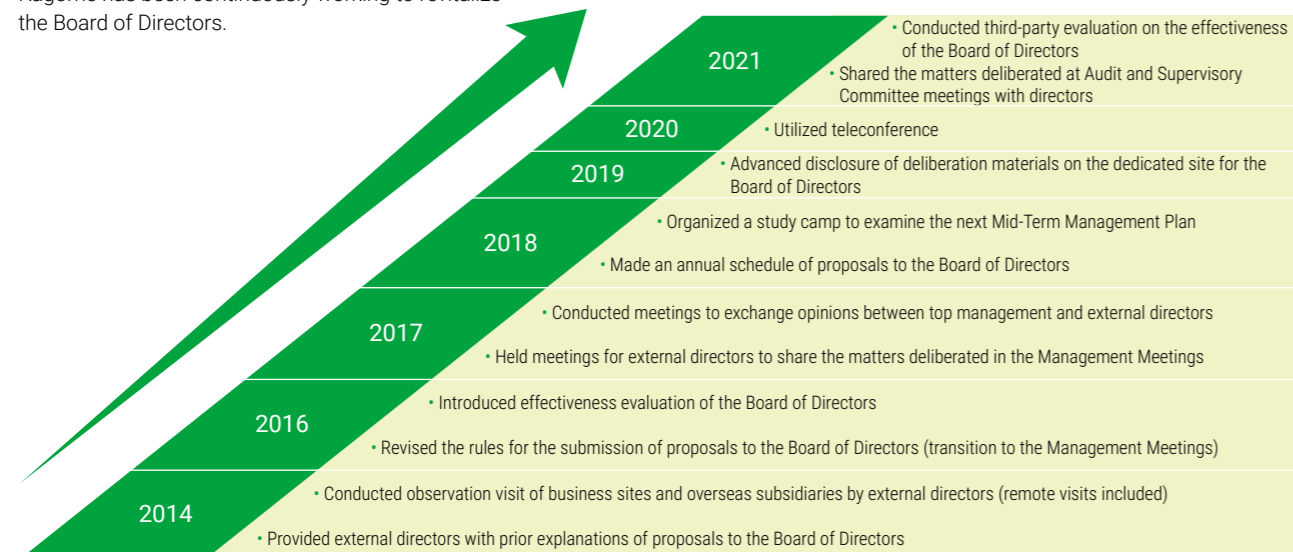 the Board of Directors.
2021
• Conducted third-party evaluation on the effectiveness
of the Board of Directors
• Shared the matters deliberated at Audit and Supervisory
Committee meetings with directors
2020
• Utilized teleconference
2019
• Advanced disclosure of deliberation materials on the dedicated site for the
Board of Directors
2018
• Organized a study camp to examine the next Mid-Term Management Plan
• Made an annual schedule of proposals to the Board of Directors
2017
• Conducted meetings to exchange opinions between top management and external directors
• Held meetings for external directors to share the matters deliberated in the Management Meetings
2016
• Introduced effectiveness evaluation of the Board of Directors
• Revised the rules for the submission of proposals to the Board of Directors (transition to the Management Meetings)
2014
• Conducted observation visit of business sites and overseas subsidiaries by external directors (remote visits included)
• Provided external directors with prior explanations of proposals to the Board of Directors